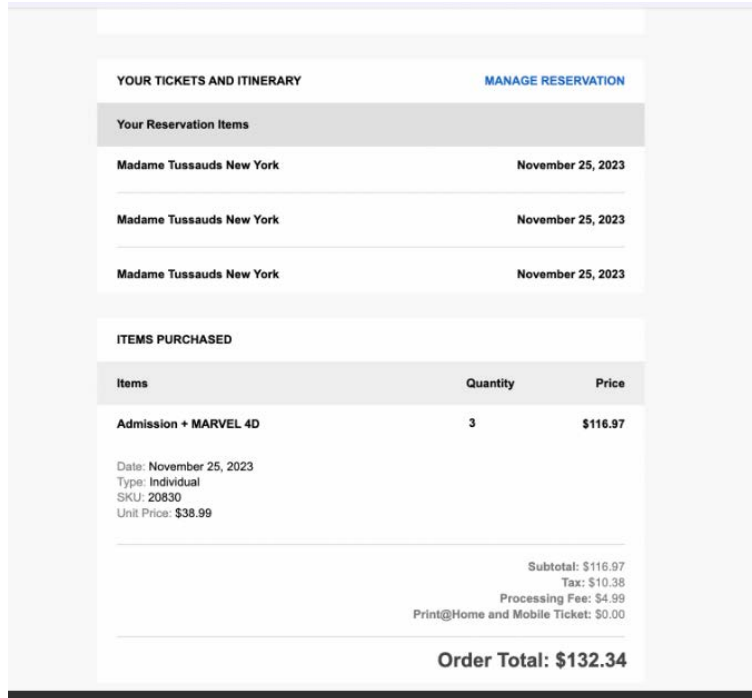 YOUR TICKETS AND ITINERARY MANAGE RESERVATION
Your Reservation Items
Madame Tussauds New York November 25, 2023
Madame Tussauds New York November 25, 2023
Madame Tussauds New York November 25, 2023
ITEMS PURCHASED
Items Quantity Price
Admission + MARVEL 4D 3 $116.97
Date: November 25, 2023
Type: Individual
SKU: 20830
Unit Price: $38.99
Subtotal: $116.97
Tax: $10.38
Processing Fee: $4.99
Print@Home and Mobile Ticket: $0.00
Order Total: $132.34